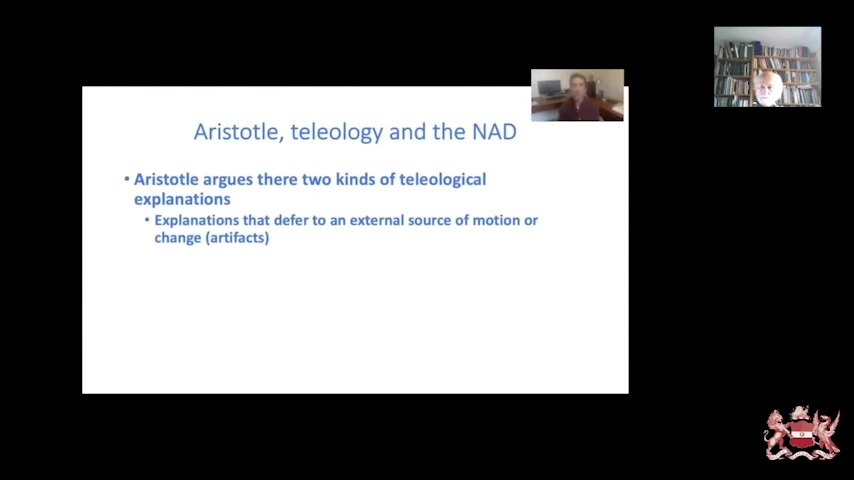 Aristotle, teleology and the NAD
• Aristotle argues there two kinds of teleological
explanations
• Explanations that defer to an external source of motion or
change (artifacts)